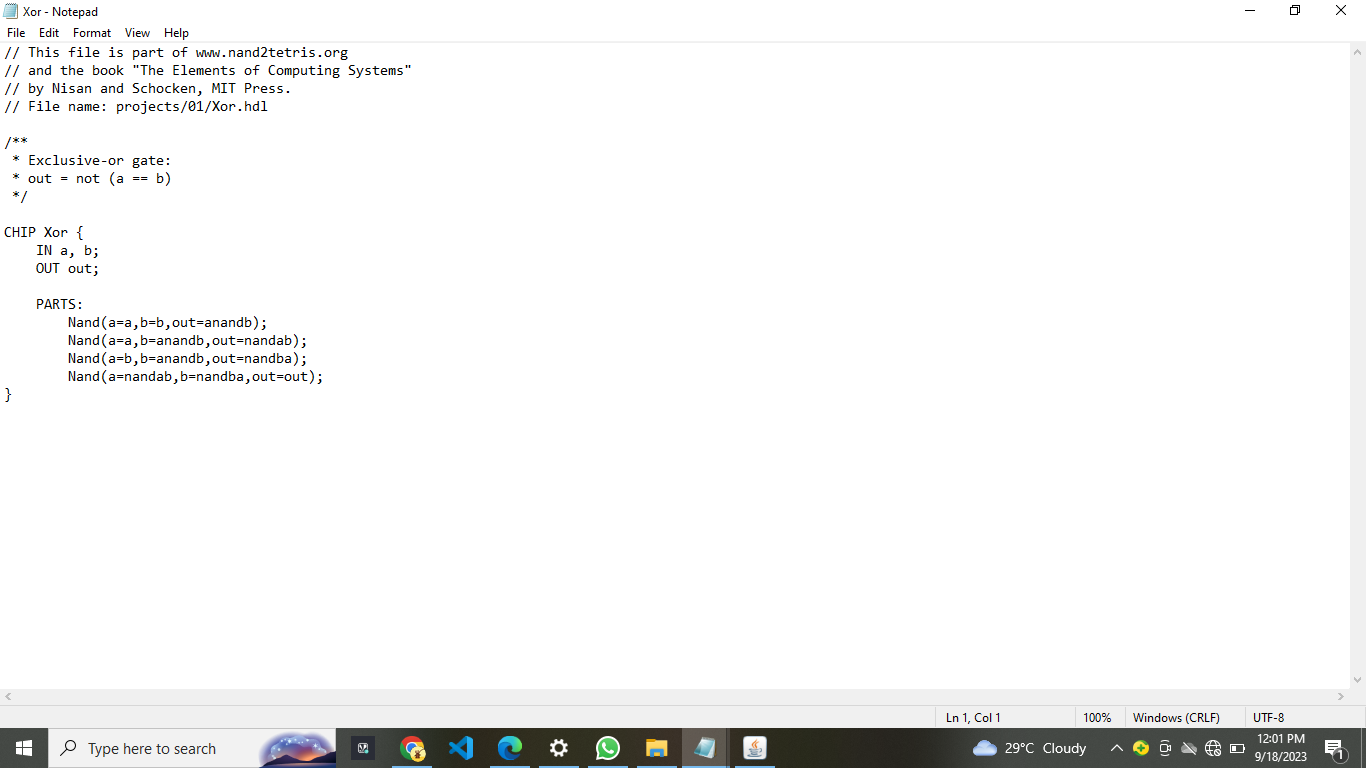 Xor - Notepad
File Edit Format View Help
// This file is part of www.nand2tetris.org
// and the book "The Elements of Computing Systems"
// by Nisan and Schocken, MIT Press.
// File name: projects/01/Xor.hdl
/**
 * Exclusive-or gate:
 * out = not (a == b)
 */
CHIP Xor {
    IN a, b;
    OUT out;
    PARTS:
        Nand(a=a,b=b,out=anandb);
        Nand(a=a,b=anandb,out=nandab);
        Nand(a=b,b=anandb,out=nandba);
        Nand(a=nandab,b=nandba,out=out);
}
Ln 1, Col 1 100% Windows (CRLF) UTF-8
Type here to search 29°C Cloudy 12:01 PM
9/18/2023 1